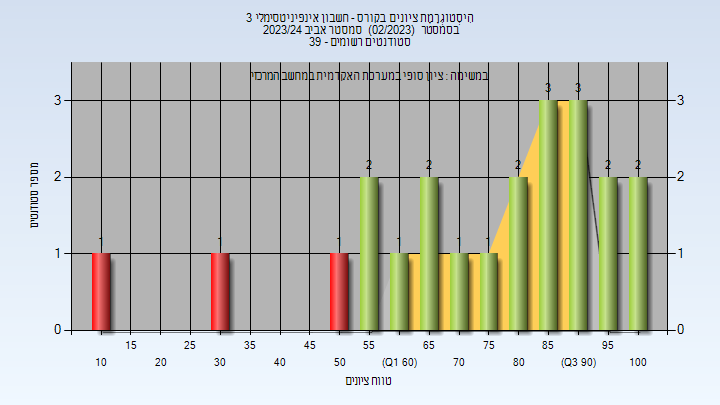 היסטוגרמת ציונים בקורס - חשבון אינפיניטסימלי 3
בסמסטר (02/2023) סמסטר אביב 2023/24
סטודנטים רשומים - 39
במשימה : ציון סופי במערכת האקדמית במחשב המרכזי
3 3 3 3
2 2 2 2 2 2 2
1 1 1 1 1 1 1 1
0 0
מספר סטודנטים
15 25 35 45 55 65 75 85 95
10 20 30 40 50 (Q1 60) 70 80 (Q3 90) 100
טווח ציונים